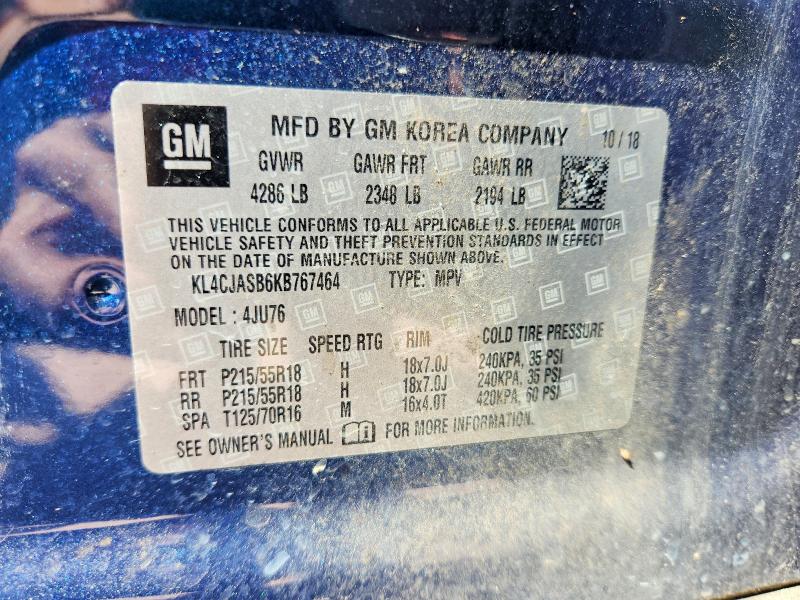 GM MFD BY GM KOREA COMPANY 10 / 18
GVWR GAWR FRT GAWR RR
4286 LB 2348 LB 2194 LB
THIS VEHICLE CONFORMS TO ALL APPLICABLE U.S. FEDERAL MOTOR
VEHICLE SAFETY AND THEFT PREVENTION STANDARDS IN EFFECT
ON THE DATE OF MANUFACTURE SHOWN ABOVE.
KL4CJASB6KB767464 TYPE: MPV
MODEL : 4JU76
TIRE SIZE SPEED RTG RIM COLD TIRE PRESSURE
FRT P215/55R18 H 18x7.0J 240KPA, 35 PSI
RR P215/55R18 H 18x7.0J 240KPA, 35 PSI
SPA T125/70R16 M 16x4.0T 420KPA, 60 PSI
SEE OWNER'S MANUAL FOR MORE INFORMATION.